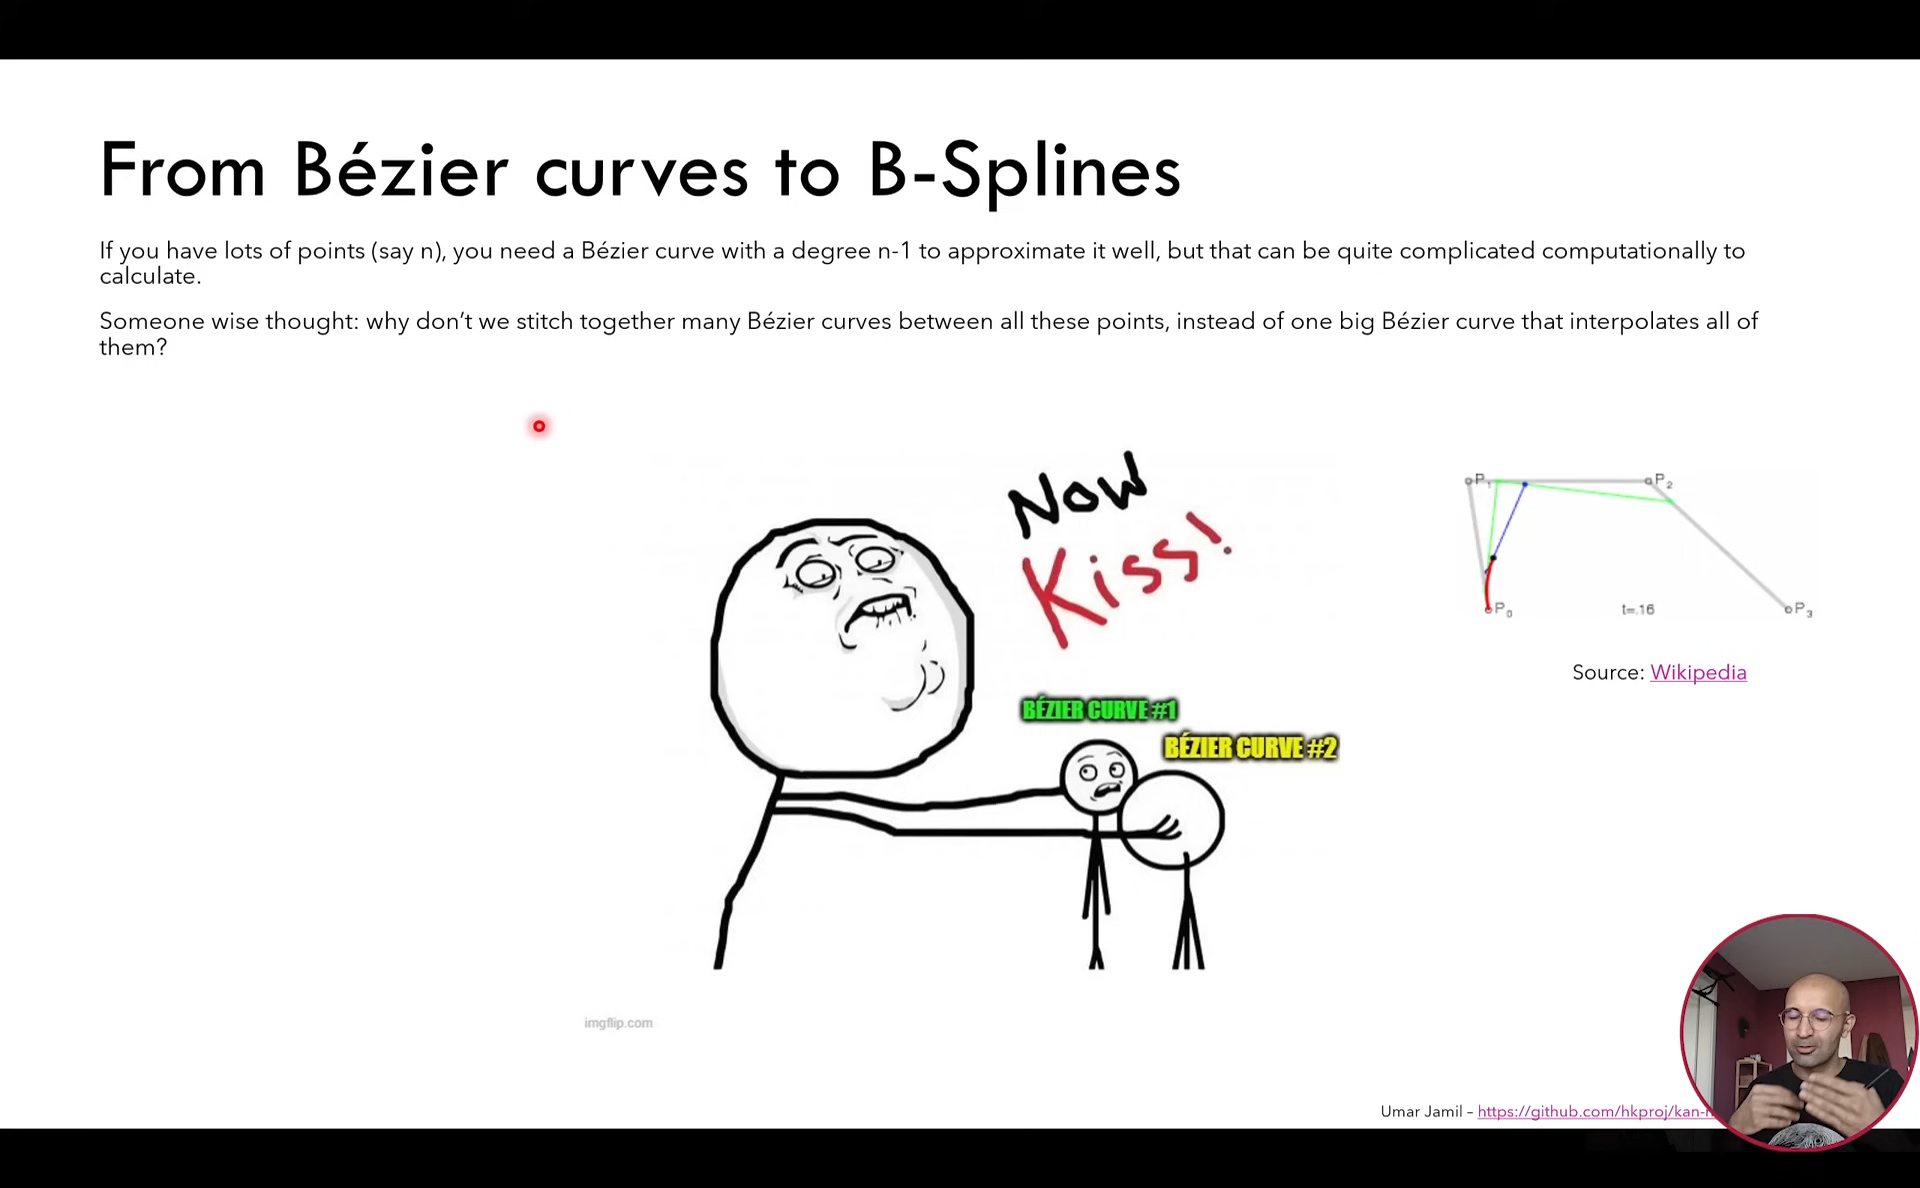 From Bézier curves to B-Splines
If you have lots of points (say n), you need a Bézier curve with a degree n-1 to approximate it well, but that can be quite complicated computationally to
calculate.
Someone wise thought: why don’t we stitch together many Bézier curves between all these points, instead of one big Bézier curve that interpolates all of
them?
Now
Kiss!
P1
P2
P0
t=.16
P3
Source: Wikipedia
BÉZIER CURVE #1
BÉZIER CURVE #2
imgflip.com
Umar Jamil – https://github.com/hkproj/kan-